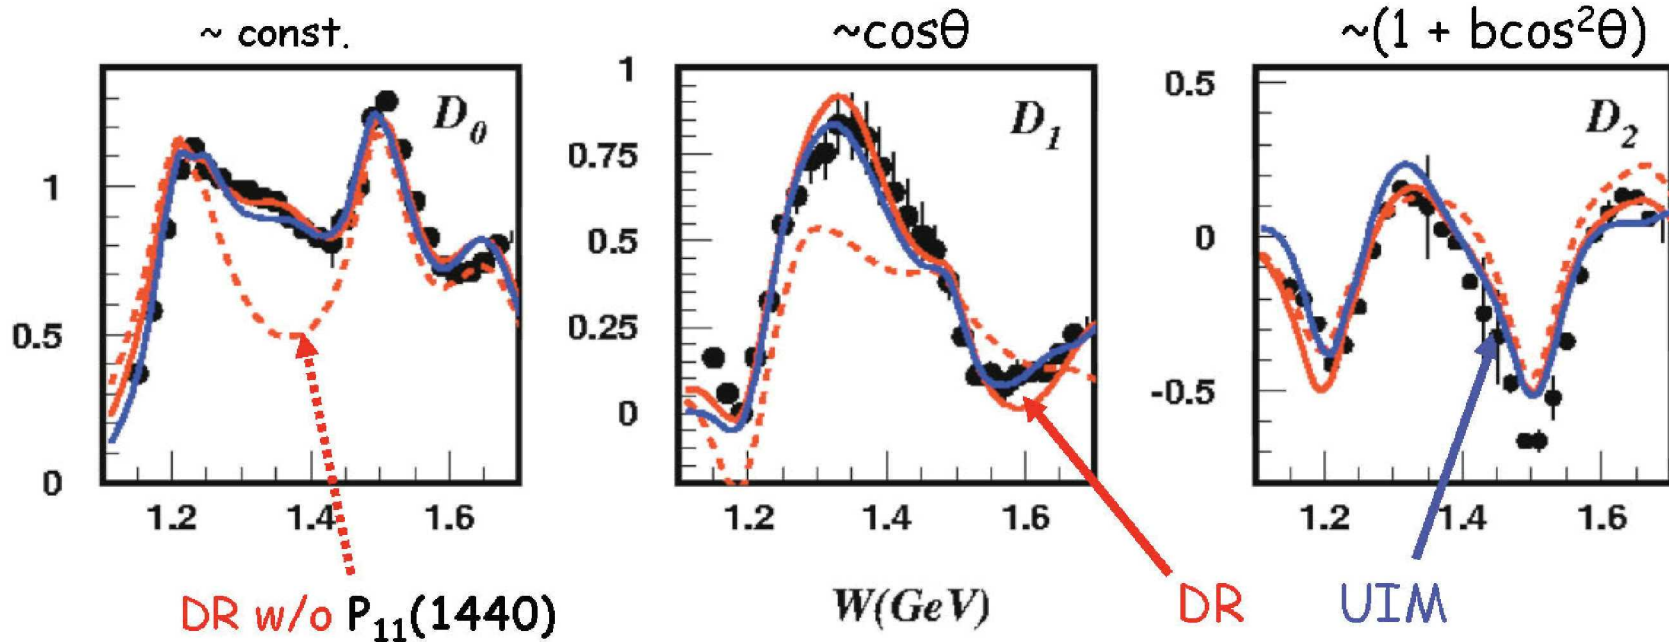 ~ const.
~cosθ
~(1 + bcos²θ)
D₀
1
0.5
0
1.2
1.4
1.6
D₁
1
0.75
0.5
0.25
0
1.2
1.4
1.6
D₂
0.5
0
-0.5
1.2
1.4
1.6
DR w/o P₁₁(1440)
W(GeV)
DR
UIM